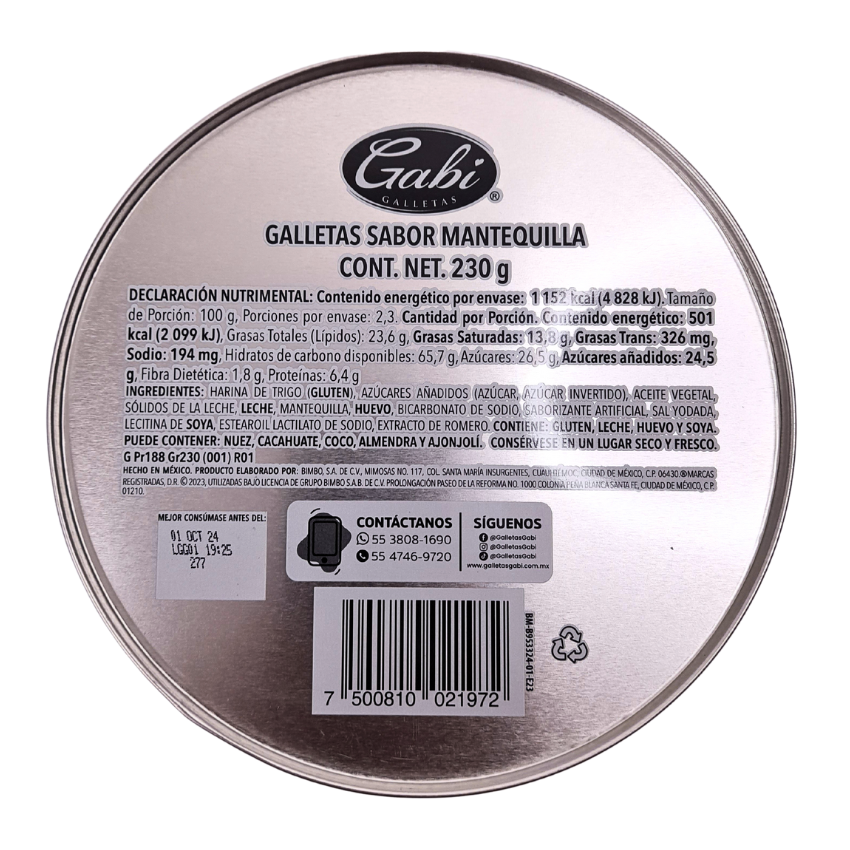 Gabi
GALLETAS
®
GALLETAS SABOR MANTEQUILLA
CONT. NET. 230 g
DECLARACIÓN NUTRIMENTAL: Contenido energético por envase: 1 152 kcal (4 828 kJ). Tamaño
de Porción: 100 g, Porciones por envase: 2,3. Cantidad por Porción. Contenido energético: 501
kcal (2 099 kJ), Grasas Totales (Lípidos): 23,6 g, Grasas Saturadas: 13,8 g, Grasas Trans: 326 mg,
Sodio: 194 mg, Hidratos de carbono disponibles: 65,7 g, Azúcares: 26,5 g, Azúcares añadidos: 24,5
g, Fibra Dietética: 1,8 g, Proteínas: 6,4 g
INGREDIENTES: HARINA DE TRIGO (GLUTEN), AZÚCARES AÑADIDOS (AZÚCAR, AZÚCAR INVERTIDO), ACEITE VEGETAL,
SÓLIDOS DE LA LECHE, LECHE, MANTEQUILLA, HUEVO, BICARBONATO DE SODIO, SABORIZANTE ARTIFICIAL, SAL YODADA,
LECITINA DE SOYA, ESTEAROIL LACTILATO DE SODIO, EXTRACTO DE ROMERO. CONTIENE: GLUTEN, LECHE, HUEVO Y SOYA.
PUEDE CONTENER: NUEZ, CACAHUATE, COCO, ALMENDRA Y AJONJOLÍ. CONSÉRVESE EN UN LUGAR SECO Y FRESCO.
G Pr188 Gr230 (001) R01
HECHO EN MÉXICO. PRODUCTO ELABORADO POR: BIMBO, S.A. DE C.V., MIMOSAS NO. 117, COL. SANTA MARÍA INSURGENTES, CUAUHTÉMOC, CIUDAD DE MÉXICO, C.P. 06430. ® MARCAS
REGISTRADAS, D.R. © 2023, UTILIZADAS BAJO LICENCIA DE GRUPO BIMBO S.A.B. DE C.V. PROLONGACIÓN PASEO DE LA REFORMA NO. 1000 COLONIA PEÑA BLANCA SANTA FE, CIUDAD DE MÉXICO, C.P.
01210.
MEJOR CONSÚMASE ANTES DEL:
01 OCT 24
LGG01 19:25
277
CONTÁCTANOS
55 3808-1690
55 4746-9720
SÍGUENOS
@GalletasGabi
@GalletasGabi
@GalletasGabi
www.galletasgabi.com.mx
BM-B953324-01-E23
7 500810 021972